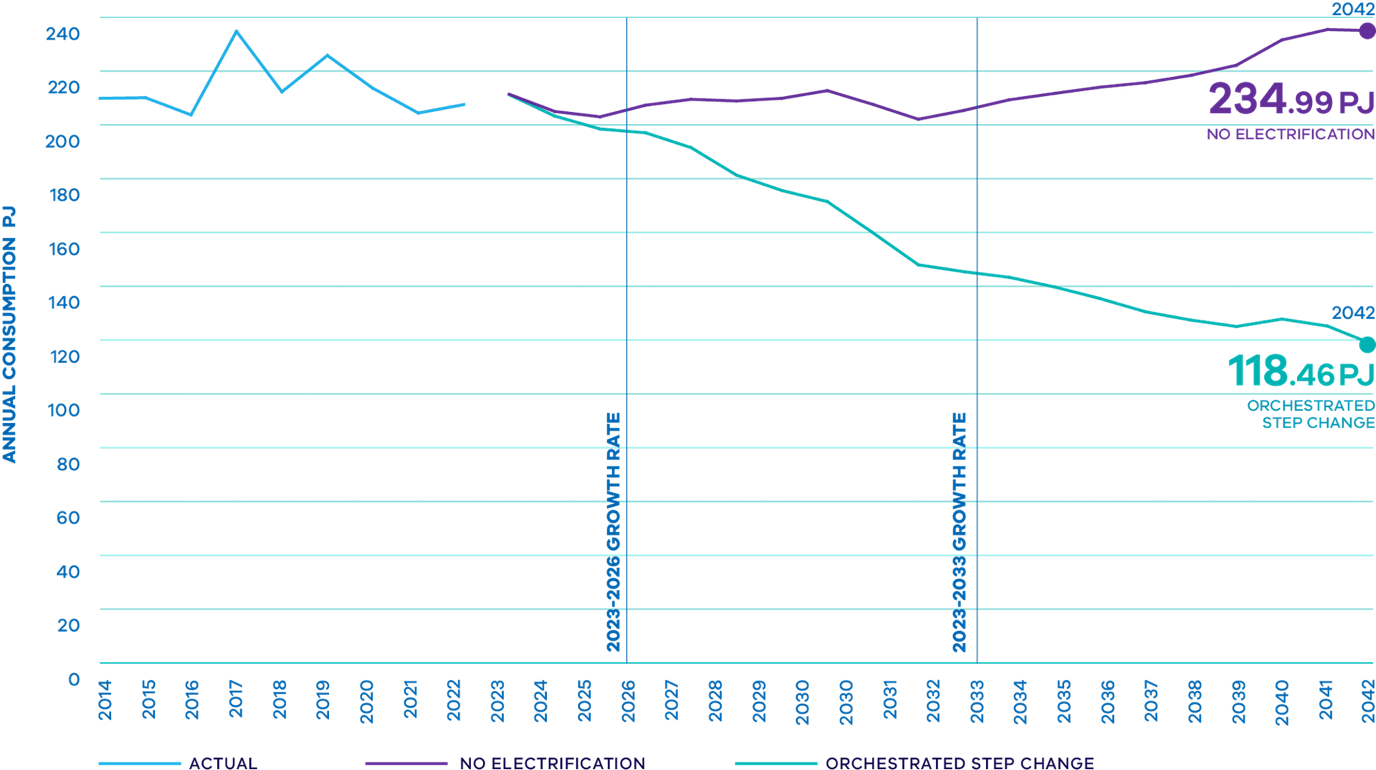 2042
240
220
200
180
160
140
120
100
80
60
40
20
0
ANNUAL CONSUMPTION PJ
234.99 PJ
NO ELECTRIFICATION
2042
118.46 PJ
ORCHESTRATED
STEP CHANGE
2023-2026 GROWTH RATE
2023-2033 GROWTH RATE
2014 2015 2016 2017 2018 2019 2020 2021 2022 2023 2024 2025 2026 2027 2028 2029 2030 2030 2031 2032 2033 2034 2035 2036 2037 2038 2039 2040 2041 2042
ACTUAL NO ELECTRIFICATION ORCHESTRATED STEP CHANGE